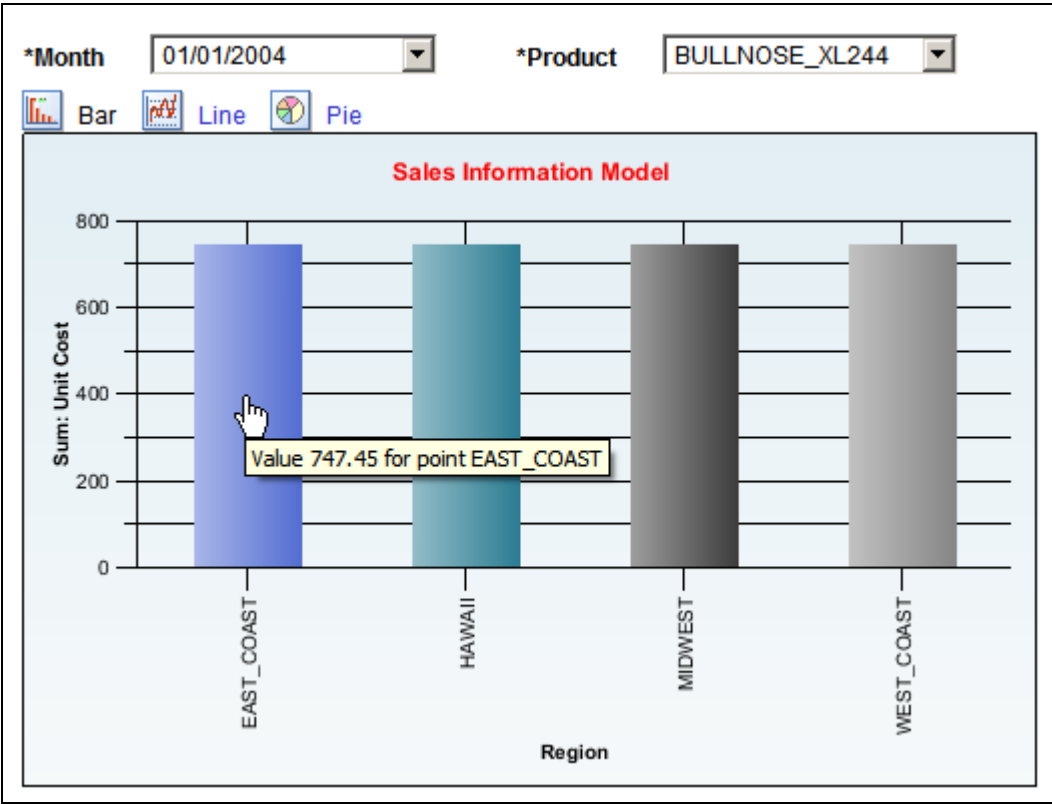 *Month 01/01/2004 *Product BULLNOSE_XL244
Bar Line Pie
Sales Information Model
800
600
400
200
0
Sum: Unit Cost
Value 747.45 for point EAST_COAST
EAST_COAST
HAWAII
MIDWEST
WEST_COAST
Region